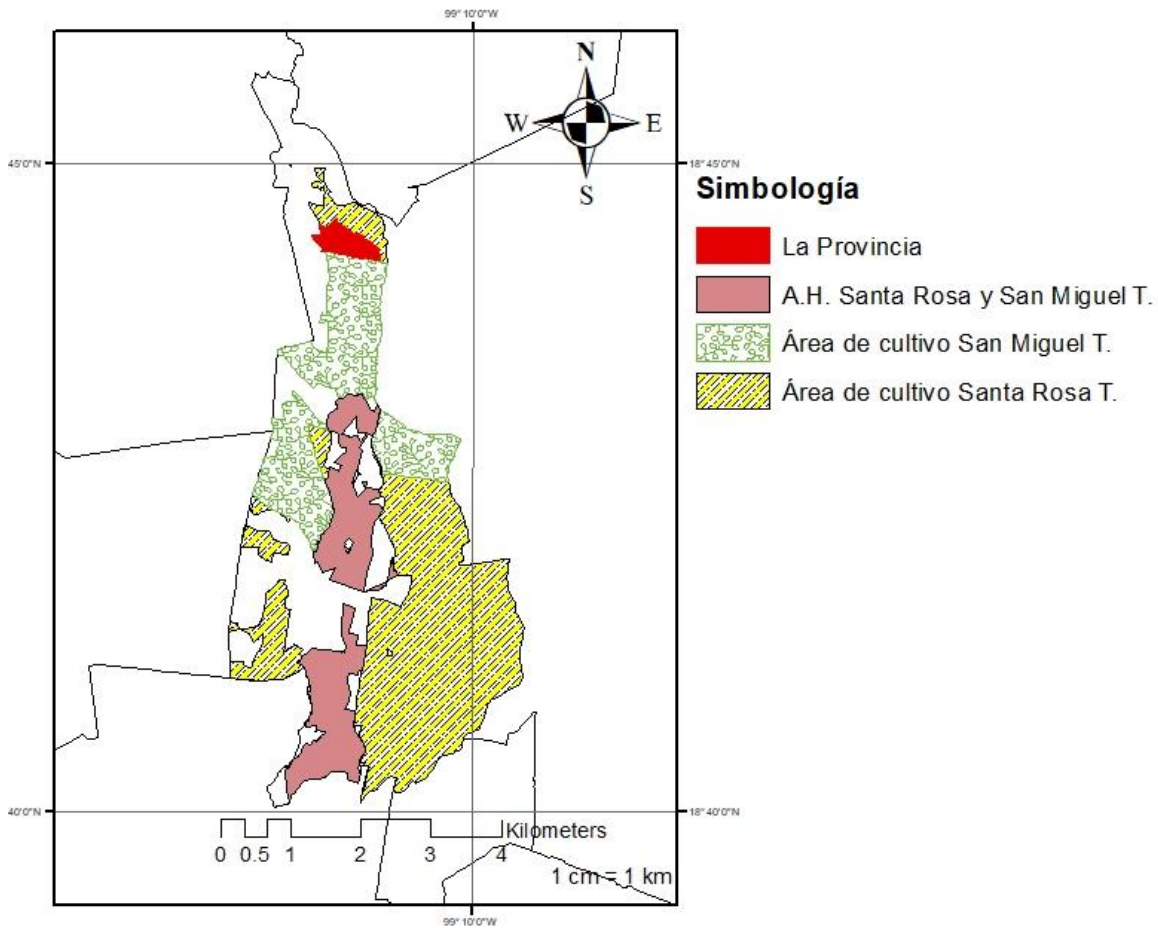 99° 10'0"W
N
W E
S
45'0"N
18° 45'0"N
Simbología
La Provincia
A.H. Santa Rosa y San Miguel T.
Área de cultivo San Miguel T.
Área de cultivo Santa Rosa T.
40'0"N
18° 40'0"N
Kilometers
0 0.5 1 2 3 4
1 cm = 1 km
99° 10'0"W